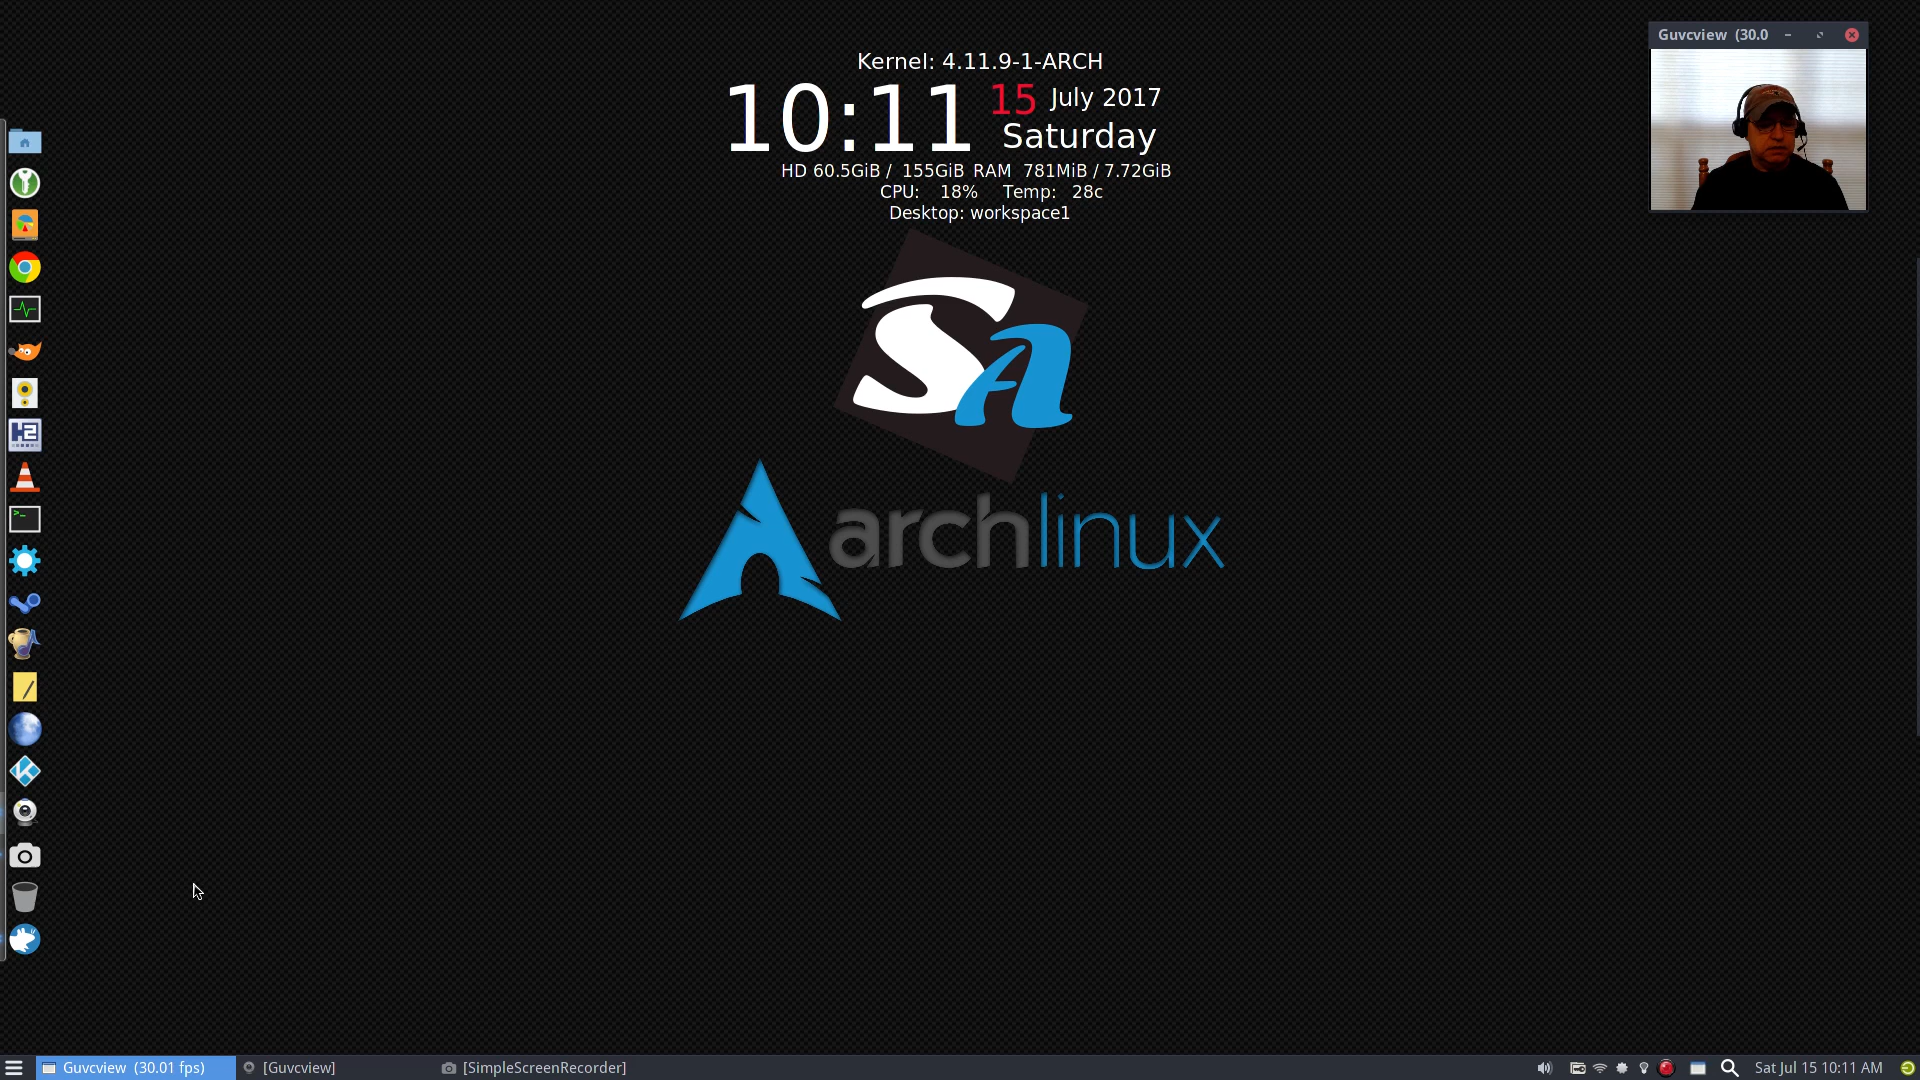 Guvcview  (30.0
Kernel: 4.11.9-1-ARCH
10:11 15 July 2017
Saturday
HD 60.5GiB /  155GiB RAM  781MiB / 7.72GiB
CPU:   18%   Temp:  28c
Desktop: workspace1
SA
archlinux
H2
>_
Guvcview  (30.01 fps)
[Guvcview]
[SimpleScreenRecorder]
Sat Jul 15 10:11 AM